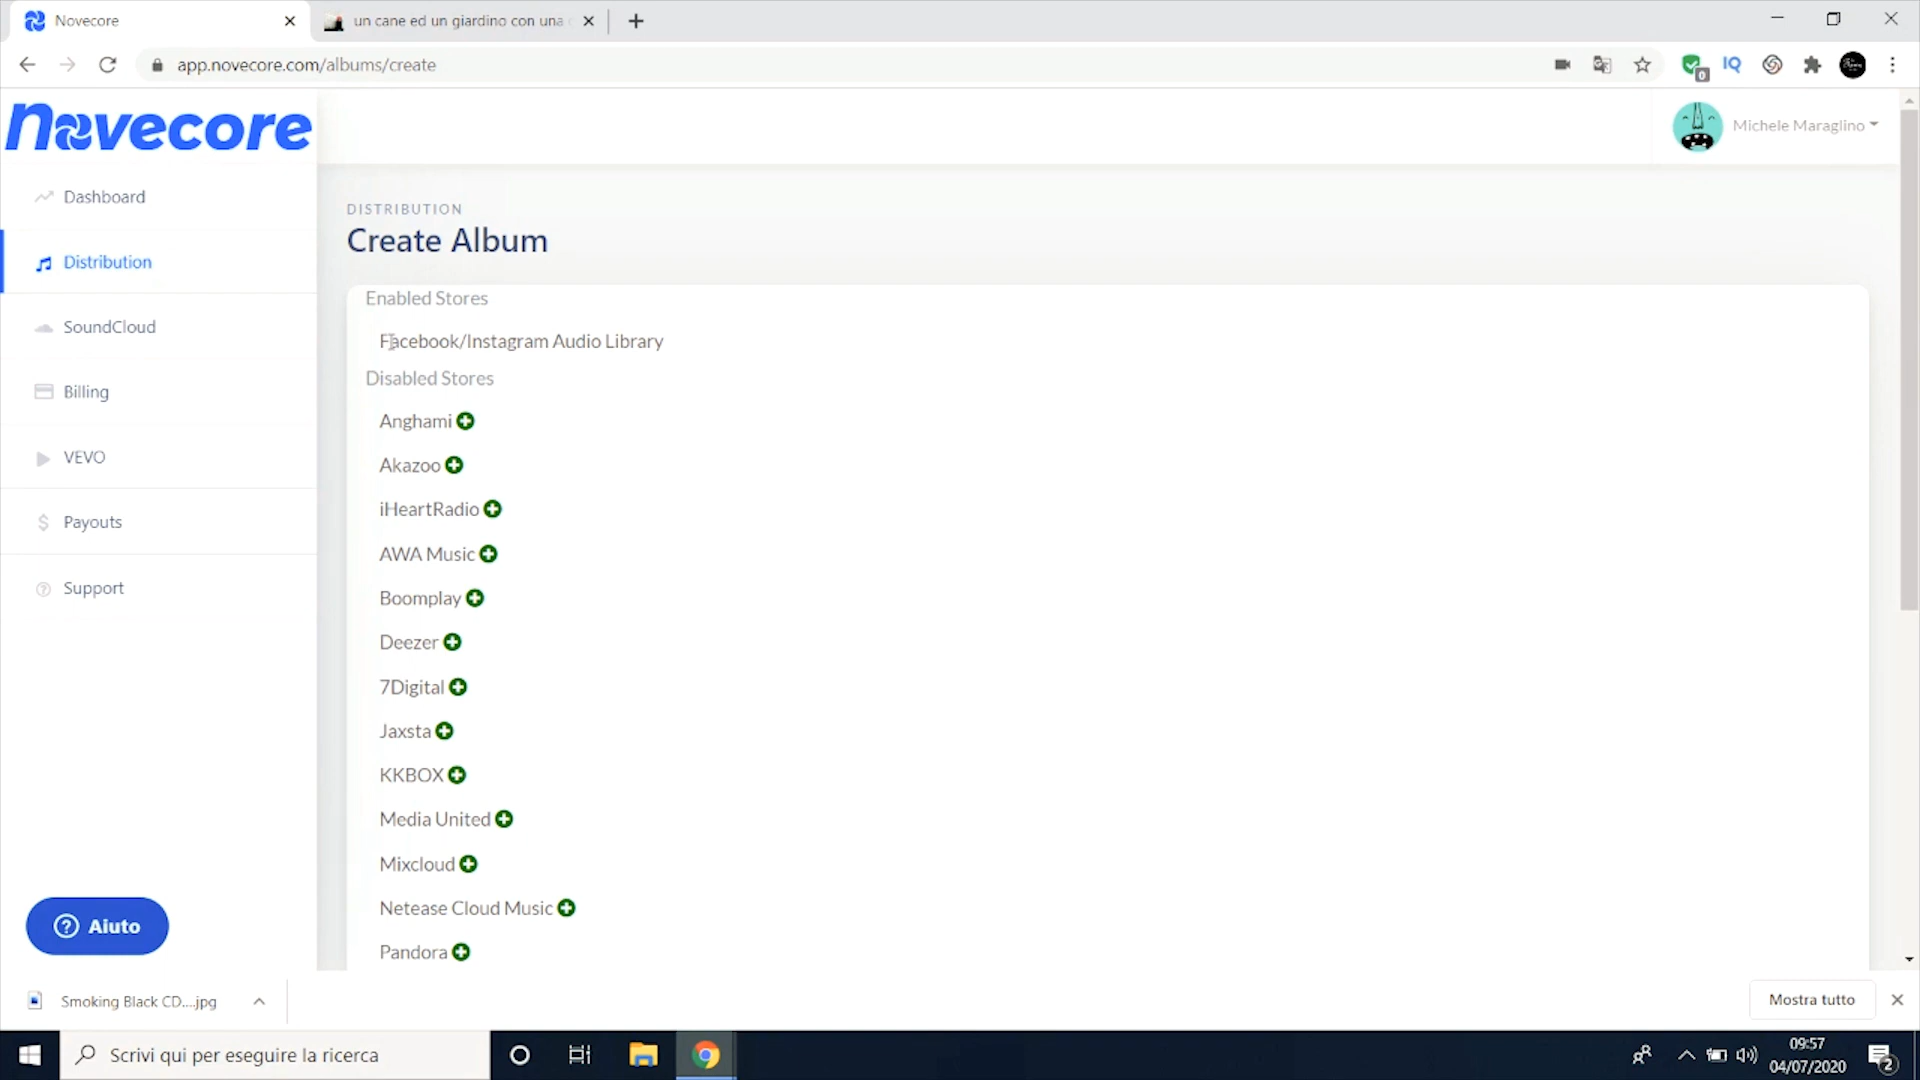 Novecore
un cane ed un giardino con una
app.novecore.com/albums/create
0
IQ
Novecore
Michele Maraglino
Dashboard
Distribution
SoundCloud
Billing
VEVO
Payouts
Support
Aiuto
DISTRIBUTION
Create Album
Enabled Stores
Facebook/Instagram Audio Library
Disabled Stores
Anghami
Akazoo
iHeartRadio
AWA Music
Boomplay
Deezer
7Digital
Jaxsta
KKBOX
Media United
Mixcloud
Netease Cloud Music
Pandora
Smoking Black CD....jpg
Mostra tutto
Scrivi qui per eseguire la ricerca
09:57
04/07/2020
2